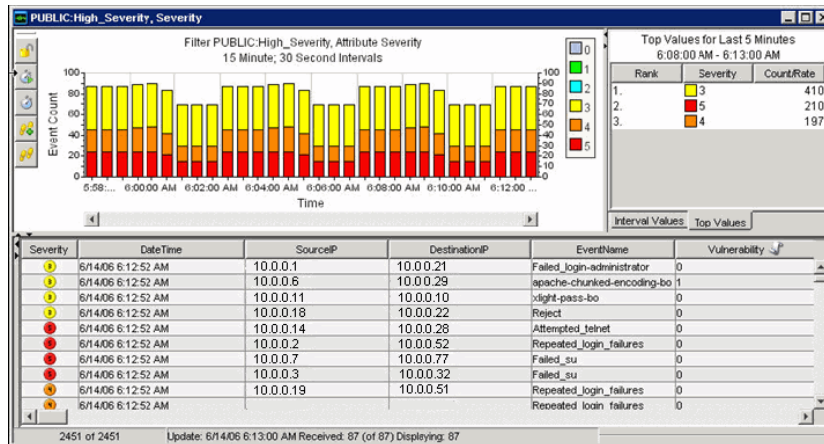 PUBLIC:High_Severity, Severity
Filter PUBLIC:High_Severity, Attribute Severity
15 Minute; 30 Second Intervals
Event Count
100
80
60
40
20
0
100
90
80
70
60
50
40
30
20
10
0
5:58:... 6:00:00 AM 6:02:00 AM 6:04:00 AM 6:06:00 AM 6:08:00 AM 6:10:00 AM 6:12:00 ...
Time
0
1
2
3
4
5
Top Values for Last 5 Minutes
6:08:00 AM - 6:13:00 AM
Rank Severity Count/Rate
1. 3 410
2. 5 210
3. 4 197
Interval Values Top Values
Severity DateTime SourceIP DestinationIP EventName Vulnerability
3 6/14/06 6:12:52 AM 10.0.0.1 10.0 0.21 Failed_login-administrator 0
3 6/14/06 6:12:52 AM 10.0.0.6 10.0.0.29 apache-chunked-encoding-bo 1
3 6/14/06 6:12:52 AM 10.0.0.11 10.0.0.10 xlight-pass-bo 0
3 6/14/06 6:12:52 AM 10.0.0.18 10.0.0.22 Reject 0
5 6/14/06 6:12:52 AM 10.0.0.14 10.0.0.28 Attempted_telnet 0
5 6/14/06 6:12:52 AM 10.0.0.2 10.0.0.52 Repeated_login_failures 0
5 6/14/06 6:12:52 AM 10.0.0.7 10.0.0.77 Failed_su 0
5 6/14/06 6:12:52 AM 10.0.0.3 10.0.0.32 Failed_su 0
4 6/14/06 6:12:52 AM 10.0.0.19 10.0.0.51 Repeated_login_failures 0
4 6/14/06 6:12:52 AM Repeated_login_failures 0
2451 of 2451 Update: 6/14/06 6:13:00 AM Received: 87 (of 87) Displaying: 87